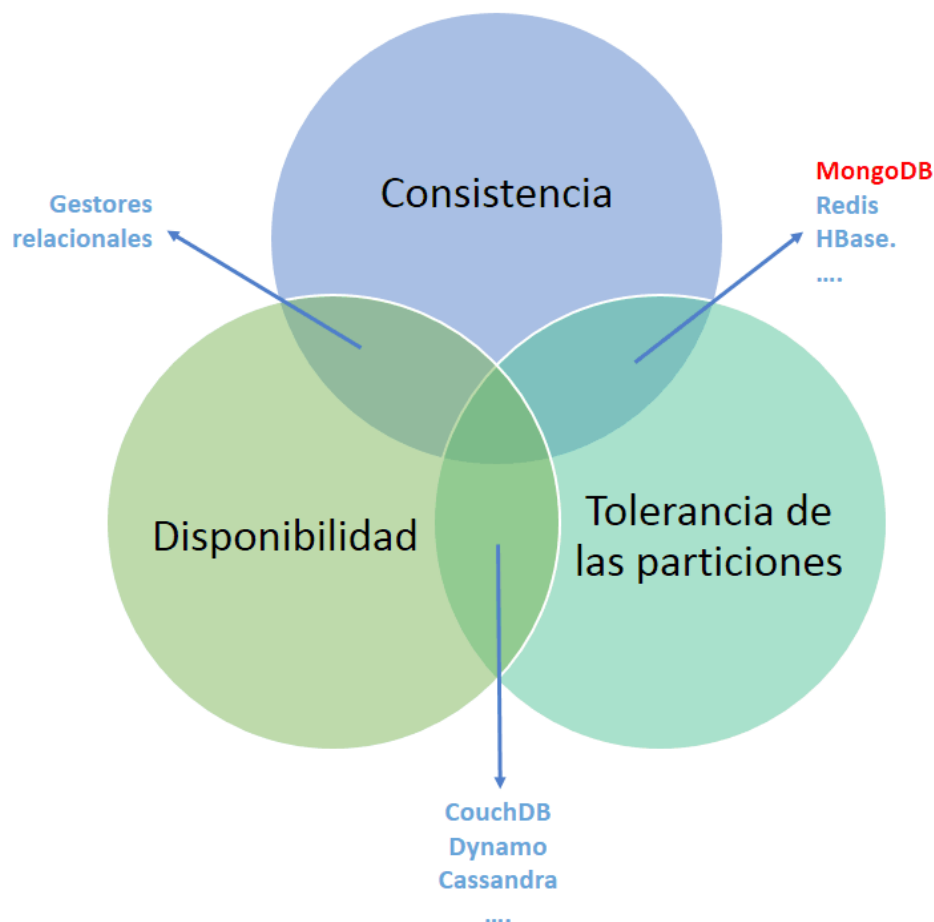 Consistencia
Gestores
relacionales
MongoDB
Redis
HBase.
....
Disponibilidad
Tolerancia de
las particiones
CouchDB
Dynamo
Cassandra
....